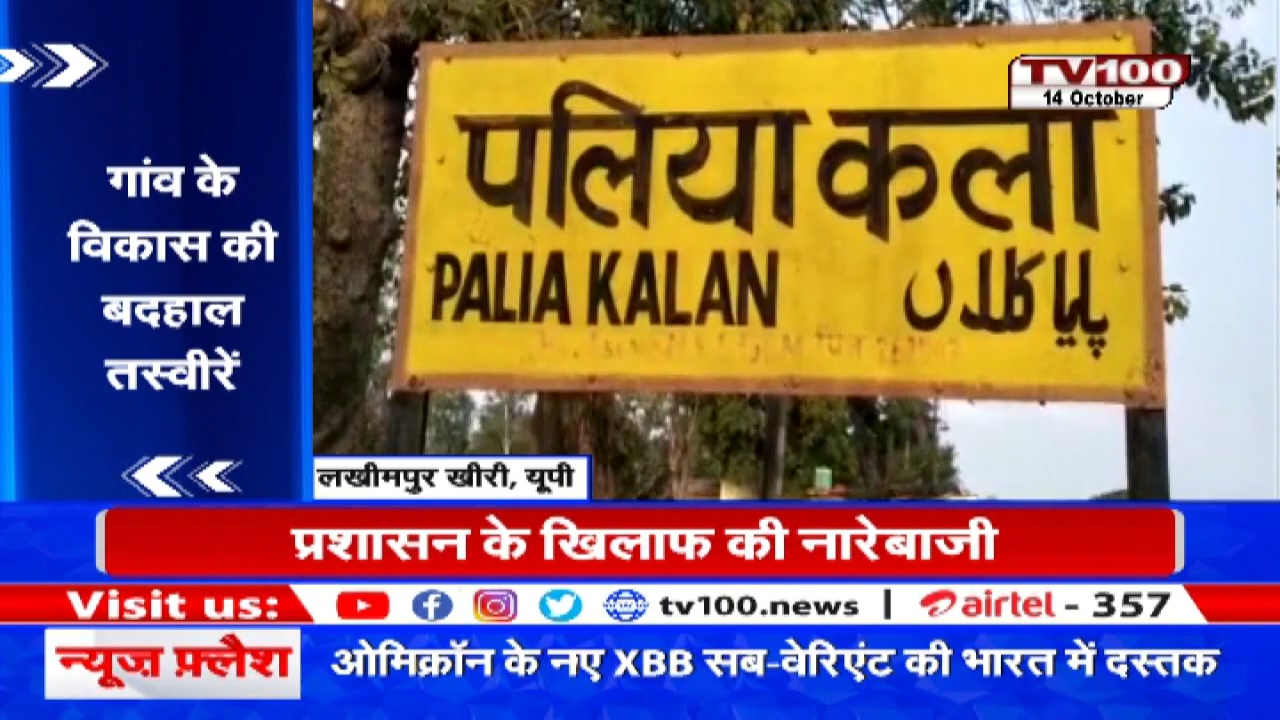 TV100
14 October
गांव के
विकास की
बदहाल
तस्वीरें
पलिया कलां
PALIA KALAN
پلیا کلاں
लखीमपुर खीरी, यूपी
प्रशासन के खिलाफ की नारेबाजी
Visit us: tv100.news | airtel - 357
न्यूज़ फ़्लैश ओमिक्रॉन के नए XBB सब-वेरिएंट की भारत में दस्तक